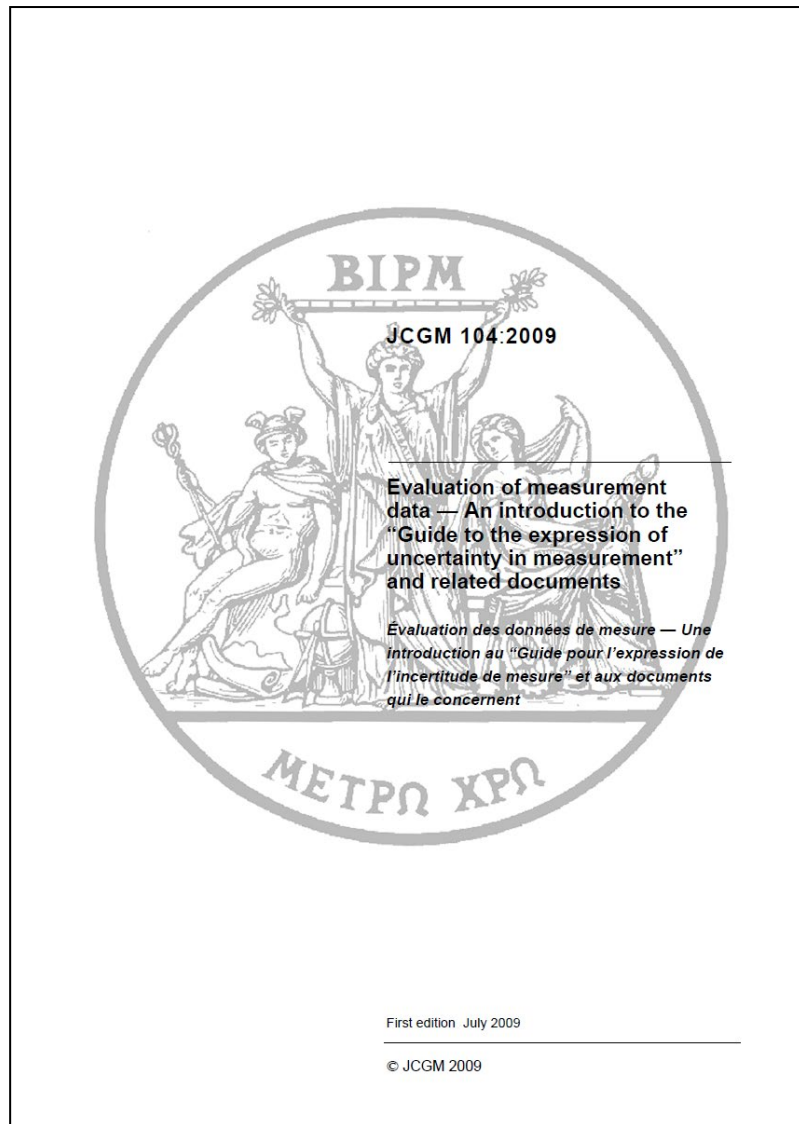 BIPM
JCGM 104:2009
Evaluation of measurement
data — An introduction to the
“Guide to the expression of
uncertainty in measurement”
and related documents
Évaluation des données de mesure — Une
introduction au “Guide pour l’expression de
l’incertitude de mesure” et aux documents
qui le concernent
ΜΕΤΡΩ ΧΡΩ
First edition July 2009
© JCGM 2009